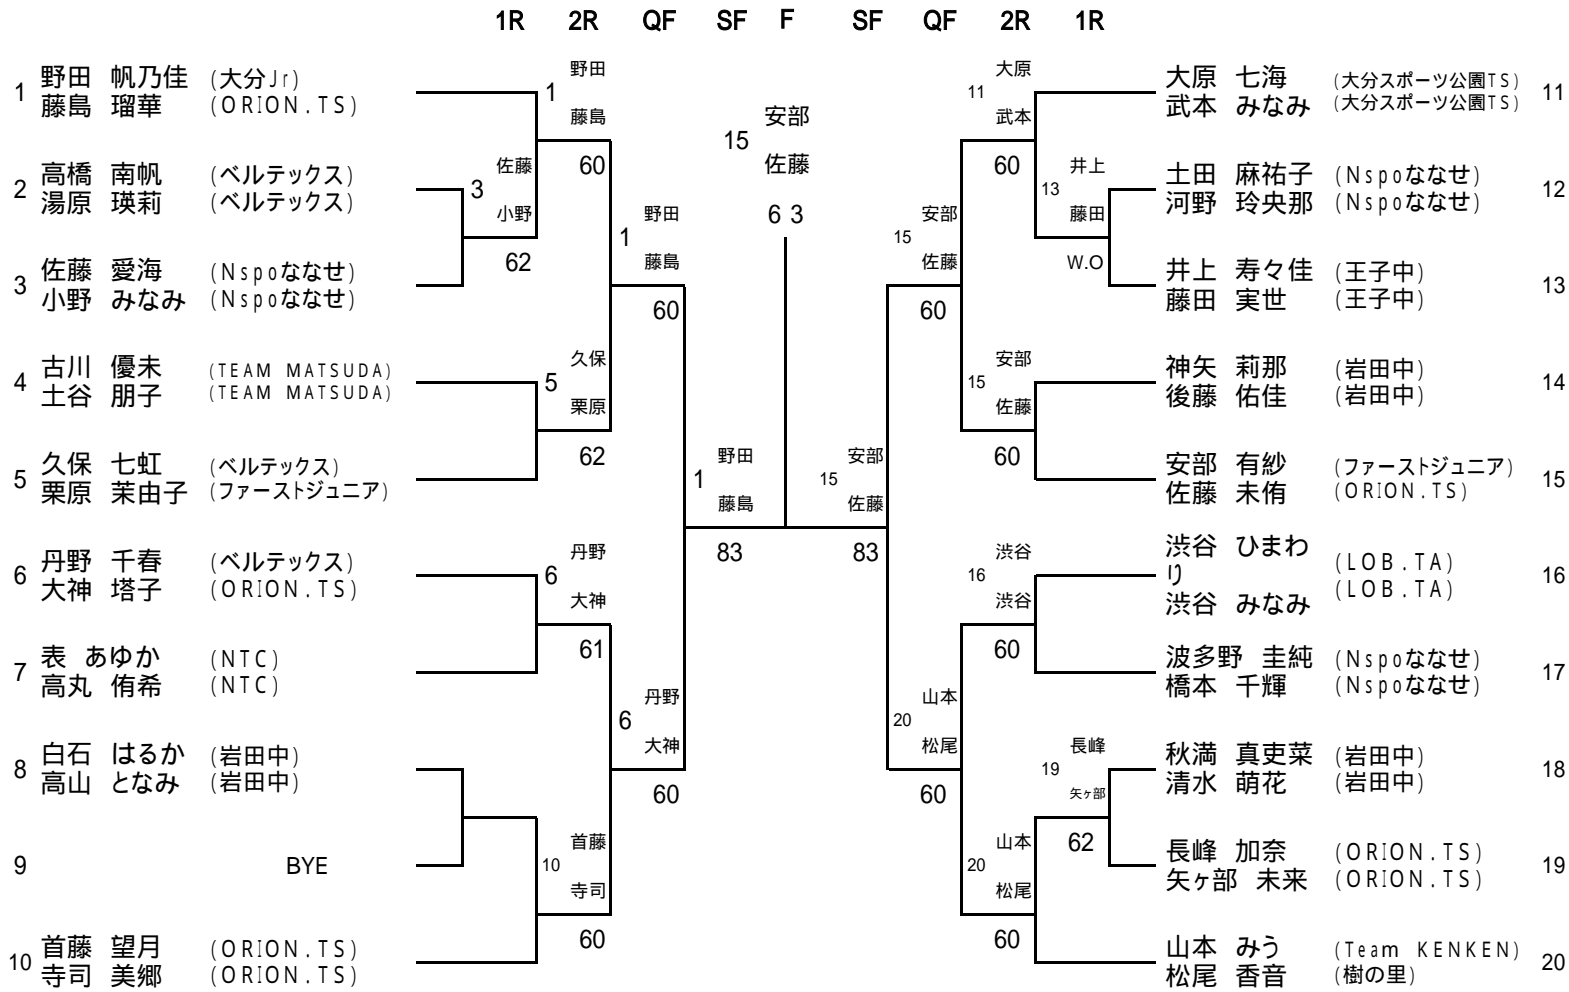 1R 2R QF SF F SF QF 2R 1R
1 野田 帆乃佳 (大分Jr)
藤島 瑠華 (ORION.TS)
2 高橋 南帆 (ベルテックス)
湯原 瑛莉 (ベルテックス)
3 佐藤 愛海 (Nspoななせ)
小野 みなみ (Nspoななせ)
4 古川 優未 (TEAM MATSUDA)
土谷 朋子 (TEAM MATSUDA)
5 久保 七虹 (ベルテックス)
栗原 茉由子 (ファーストジュニア)
6 丹野 千春 (ベルテックス)
大神 塔子 (ORION.TS)
7 表 あゆか (NTC)
高丸 侑希 (NTC)
8 白石 はるか (岩田中)
高山 となみ (岩田中)
9 BYE
10 首藤 望月 (ORION.TS)
寺司 美郷 (ORION.TS)
3 佐藤
小野
62
1 野田
藤島
60
5 久保
栗原
62
6 丹野
大神
61
10 首藤
寺司
60
1 野田
藤島
60
6 丹野
大神
60
1 野田
藤島
83
15 安部
佐藤
6 3
15 安部
佐藤
83
15 安部
佐藤
60
20 山本
松尾
60
11 大原
武本
60
15 安部
佐藤
60
16 渋谷
渋谷
60
20 山本
松尾
60
13 井上
藤田
W.O
19 長峰
矢ヶ部
62
大原 七海 (大分スポーツ公園TS) 11
武本 みなみ (大分スポーツ公園TS)
土田 麻祐子 (Nspoななせ) 12
河野 玲央那 (Nspoななせ)
井上 寿々佳 (王子中) 13
藤田 実世 (王子中)
神矢 莉那 (岩田中) 14
後藤 佑佳 (岩田中)
安部 有紗 (ファーストジュニア) 15
佐藤 未侑 (ORION.TS)
渋谷 ひまわ (LOB.TA) 16
り
渋谷 みなみ (LOB.TA)
波多野 圭純 (Nspoななせ) 17
橋本 千輝 (Nspoななせ)
秋満 真吏菜 (岩田中) 18
清水 萌花 (岩田中)
長峰 加奈 (ORION.TS) 19
矢ヶ部 未来 (ORION.TS)
山本 みう (Team KENKEN) 20
松尾 香音 (樹の里)